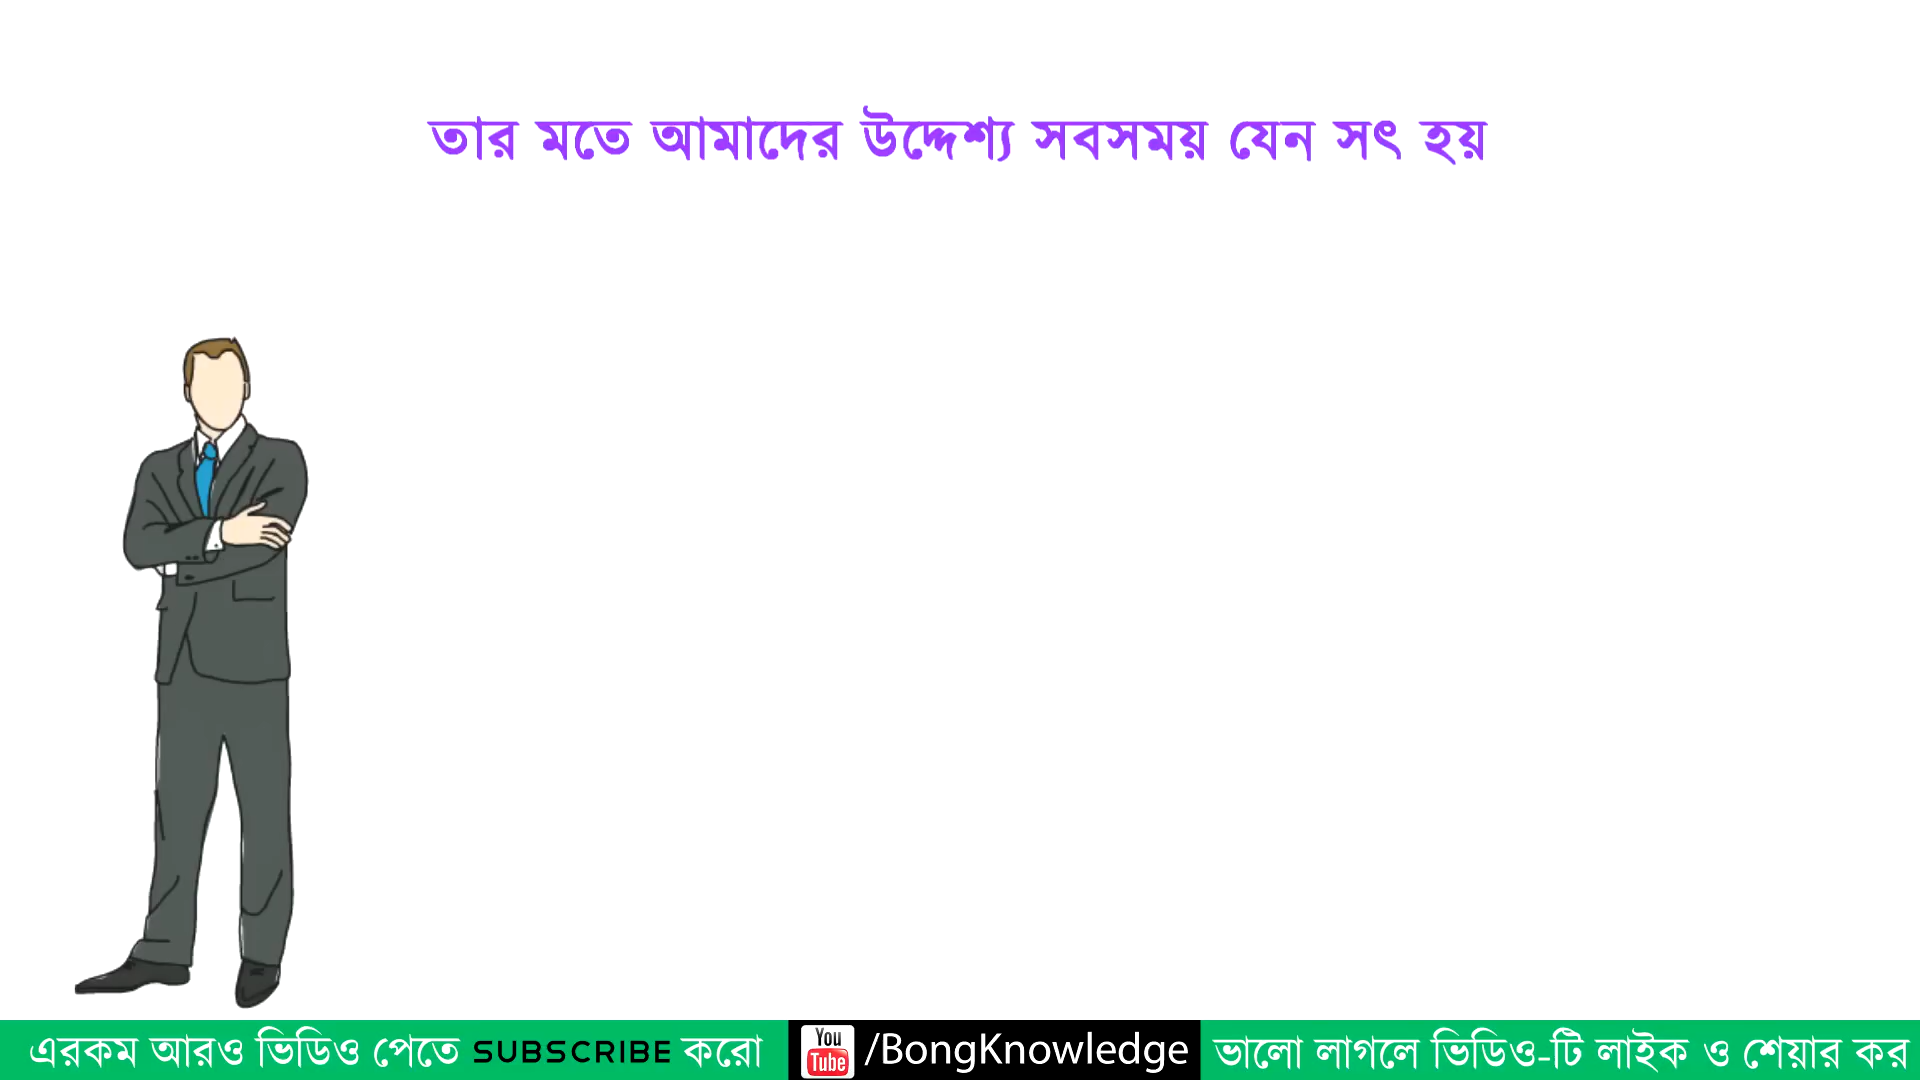 তার মতে আমাদের উদ্দেশ্য সবসময় যেন সৎ হয়
এরকম আরও ভিডিও পেতে SUBSCRIBE করো
You Tube /BongKnowledge
ভালো লাগলে ভিডিও-টি লাইক ও শেয়ার কর